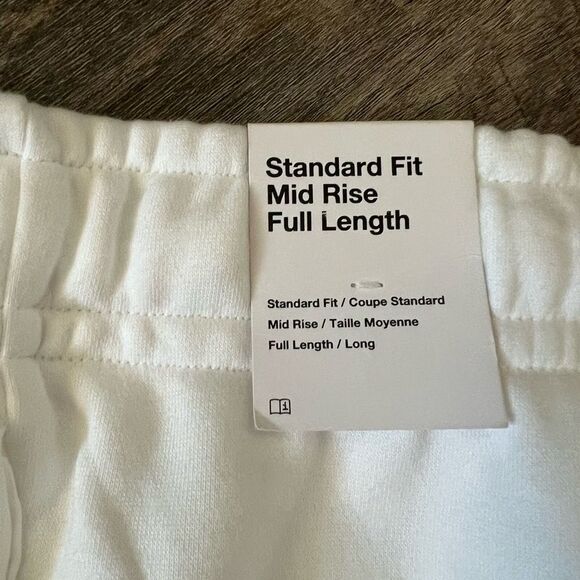 Standard Fit
Mid Rise
Full Length
Standard Fit / Coupe Standard
Mid Rise / Taille Moyenne
Full Length / Long
i